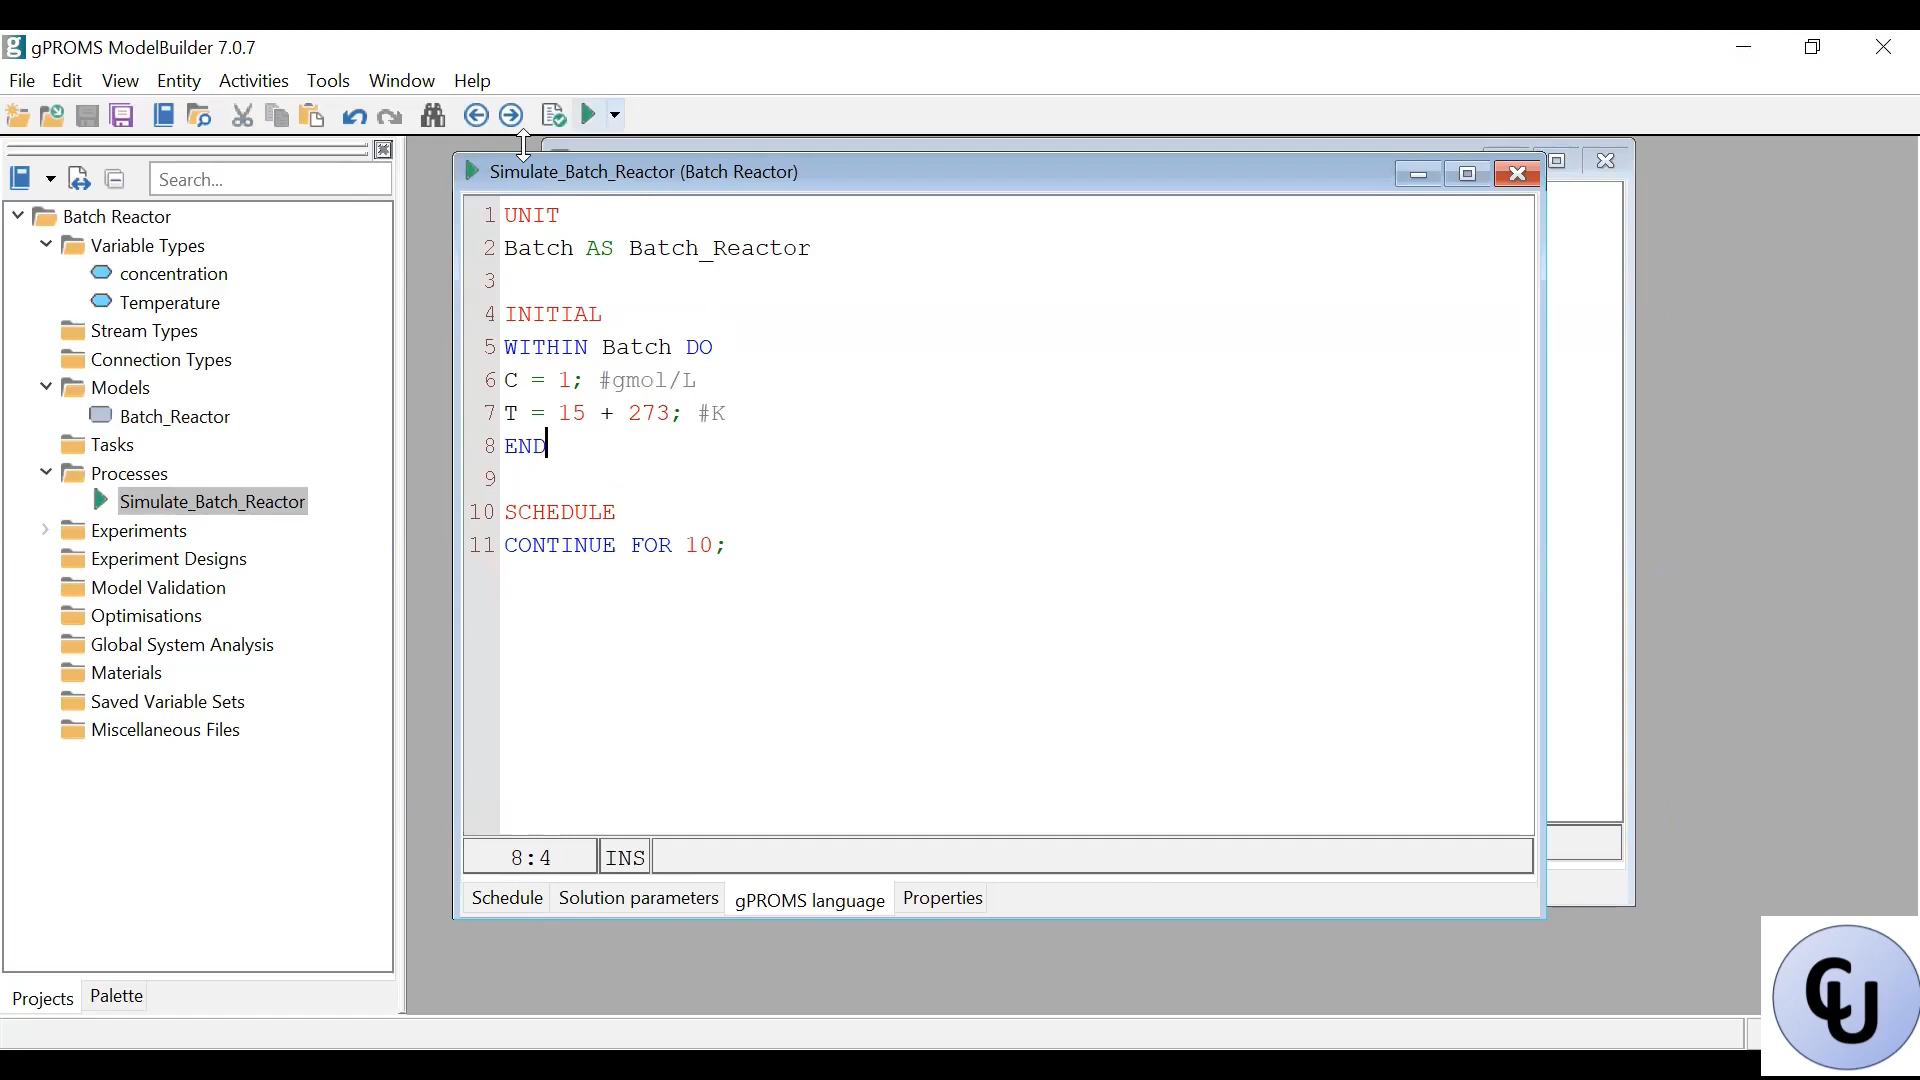 g gPROMS ModelBuilder 7.0.7
File Edit View Entity Activities Tools Window Help
Search...
Batch Reactor
Variable Types
concentration
Temperature
Stream Types
Connection Types
Models
Batch_Reactor
Tasks
Processes
Simulate_Batch_Reactor
Experiments
Experiment Designs
Model Validation
Optimisations
Global System Analysis
Materials
Saved Variable Sets
Miscellaneous Files
Projects Palette
Simulate_Batch_Reactor (Batch Reactor)
1 UNIT
2 Batch AS Batch_Reactor
3
4 INITIAL
5 WITHIN Batch DO
6 C = 1; #gmol/L
7 T = 15 + 273; #K
8 END
9
10 SCHEDULE
11 CONTINUE FOR 10;
8:4 INS
Schedule Solution parameters gPROMS language Properties
CU